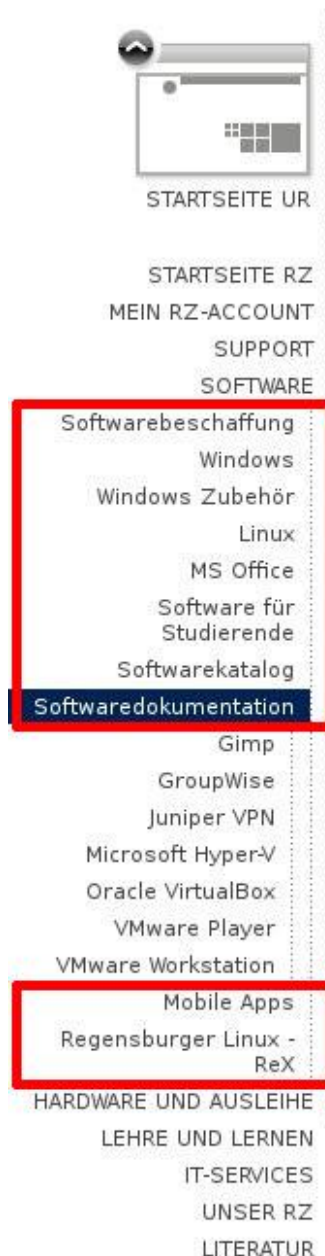 STARTSEITE UR
STARTSEITE RZ
MEIN RZ-ACCOUNT
SUPPORT
SOFTWARE
Softwarebeschaffung
Windows
Windows Zubehör
Linux
MS Office
Software für
Studierende
Softwarekatalog
Softwaredokumentation
Gimp
GroupWise
Juniper VPN
Microsoft Hyper-V
Oracle VirtualBox
VMware Player
VMware Workstation
Mobile Apps
Regensburger Linux -
ReX
HARDWARE UND AUSLEIHE
LEHRE UND LERNEN
IT-SERVICES
UNSER RZ
LITERATUR